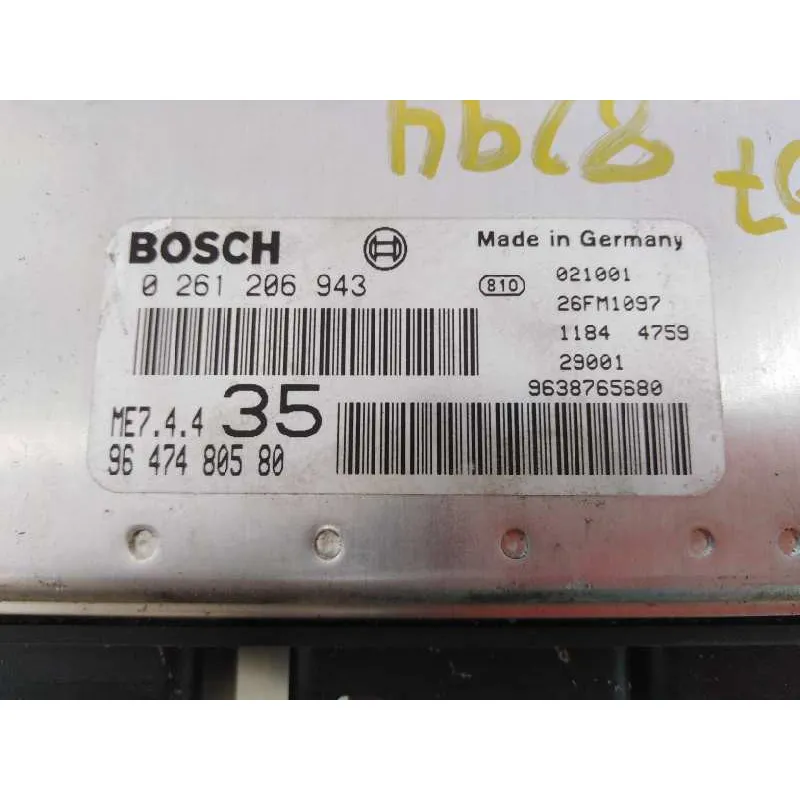 BOSCH
0 261 206 943
Made in Germany
810
021001
26FM1097
1184 4759
29001
9638765680
ME7.4.4 35
96 474 805 80